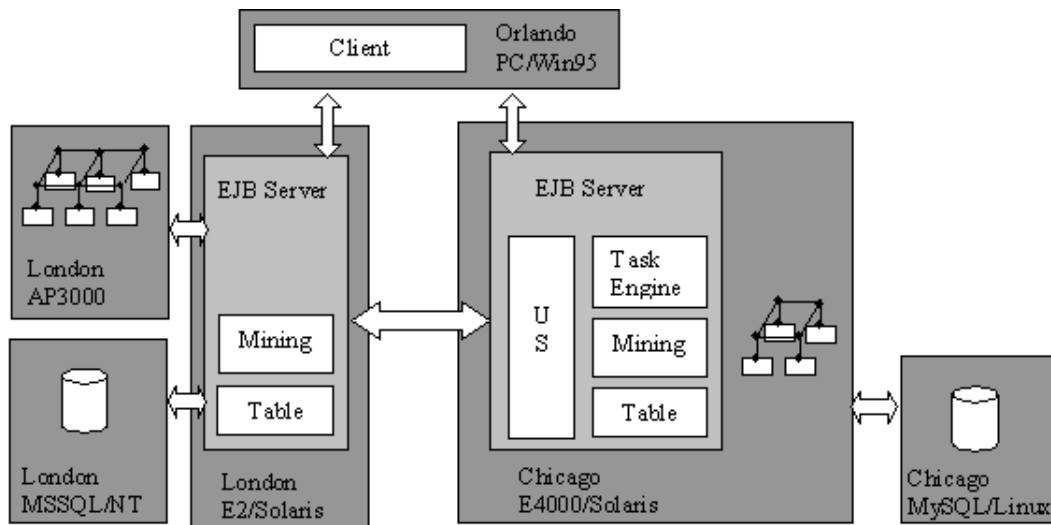 Client
Orlando
PC/Win95
London
AP3000
London
MSSQL/NT
EJB Server
Mining
Table
London
E2/Solaris
EJB Server
U
S
Task
Engine
Mining
Table
Chicago
E4000/Solaris
Chicago
MySQL/Linux